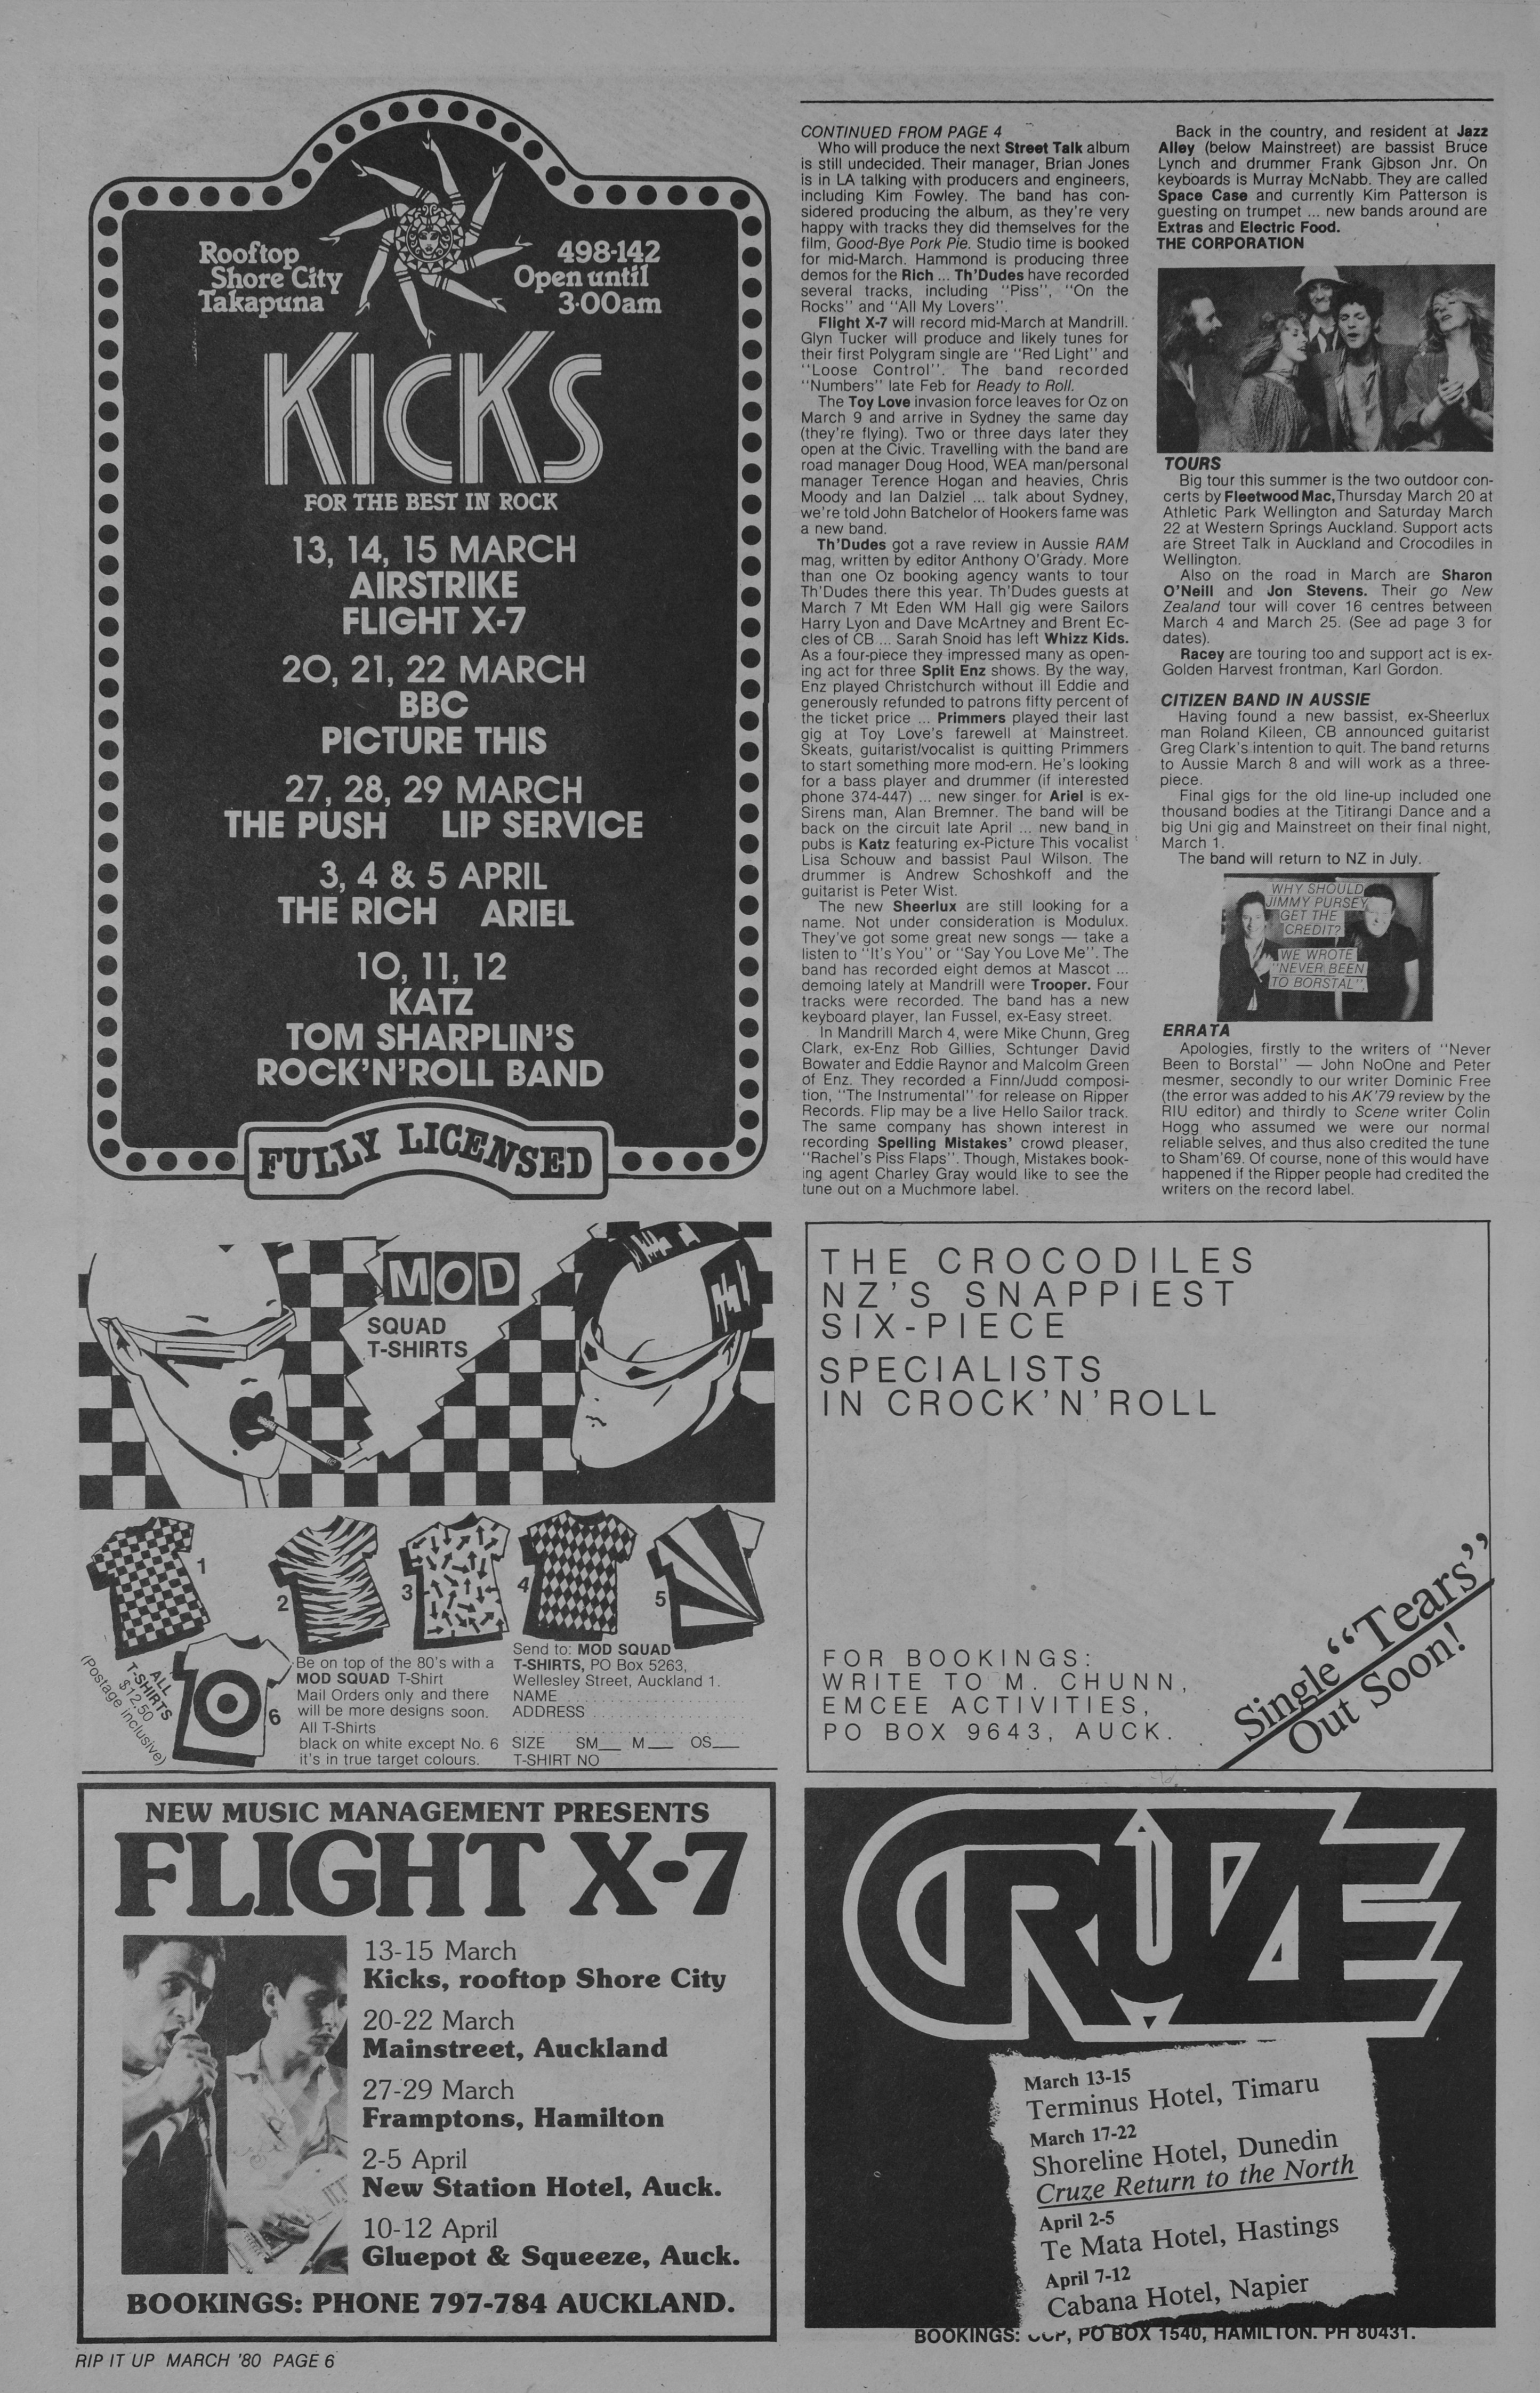 Rooftop
Shore City
Takapuna
498-142
Open until
3·00am
KICKS
FOR THE BEST IN ROCK
13, 14, 15 MARCH
AIRSTRIKE
FLIGHT X-7
20, 21, 22 MARCH
BBC
PICTURE THIS
27, 28, 29 MARCH
THE PUSH LIP SERVICE
3, 4 & 5 APRIL
THE RICH ARIEL
10, 11, 12
KATZ
TOM SHARPLIN'S
ROCK'N'ROLL BAND
FULLY LICENSED
CONTINUED FROM PAGE 4
Who will produce the next Street Talk album
is still undecided. Their manager, Brian Jones
is in LA talking with producers and engineers,
including Kim Fowley. The band has con-
sidered producing the album, as they're very
happy with tracks they did themselves for the
film, Good-Bye Pork Pie. Studio time is booked
for mid-March. Hammond is producing three
demos for the Rich ... Th'Dudes have recorded
several tracks, including "Piss", "On the
Rocks" and "All My Lovers".
Flight X-7 will record mid-March at Mandrill.
Glyn Tucker will produce and likely tunes for
their first Polygram single are "Red Light" and
"Loose Control". The band recorded
"Numbers" late Feb for Ready to Roll.
The Toy Love invasion force leaves for Oz on
March 9 and arrive in Sydney the same day
(they're flying). Two or three days later they
open at the Civic. Travelling with the band are
road manager Doug Hood, WEA man/personal
manager Terence Hogan and heavies, Chris
Moody and Ian Dalziel ... talk about Sydney,
we're told John Batchelor of Hookers fame was
a new band.
Th'Dudes got a rave review in Aussie RAM
mag, written by editor Anthony O'Grady. More
than one Oz booking agency wants to tour
Th'Dudes there this year. Th'Dudes guests at
March 7 Mt Eden WM Hall gig were Sailors
Harry Lyon and Dave McArtney and Brent Ec-
cles of CB ... Sarah Snoid has left Whizz Kids.
As a four-piece they impressed many as open-
ing act for three Split Enz shows. By the way,
Enz played Christchurch without ill Eddie and
generously refunded to patrons fifty percent of
the ticket price ... Primmers played their last
gig at Toy Love's farewell at Mainstreet.
Skeats, guitarist/vocalist is quitting Primmers
to start something more mod-ern. He's looking
for a bass player and drummer (if interested
phone 374-447) ... new singer for Ariel is ex-
Sirens man, Alan Bremner. The band will be
back on the circuit late April ... new band in
pubs is Katz featuring ex-Picture This vocalist
Lisa Schouw and bassist Paul Wilson. The
drummer is Andrew Schoshkoff and the
guitarist is Peter Wist.
The new Sheerlux are still looking for a
name. Not under consideration is Modulux.
They've got some great new songs — take a
listen to "It's You" or "Say You Love Me". The
band has recorded eight demos at Mascot ...
demoing lately at Mandrill were Trooper. Four
tracks were recorded. The band has a new
keyboard player, Ian Fussel, ex-Easy street.
In Mandrill March 4, were Mike Chunn, Greg
Clark, ex-Enz Rob Gillies, Schtunger David
Bowater and Eddie Raynor and Malcolm Green
of Enz. They recorded a Finn/Judd composi-
tion, "The Instrumental" for release on Ripper
Records. Flip may be a live Hello Sailor track.
The same company has shown interest in
recording Spelling Mistakes' crowd pleaser,
"Rachel's Piss Flaps". Though, Mistakes book-
ing agent Charley Gray would like to see the
tune out on a Muchmore label.
Back in the country, and resident at Jazz
Alley (below Mainstreet) are bassist Bruce
Lynch and drummer Frank Gibson Jnr. On
keyboards is Murray McNabb. They are called
Space Case and currently Kim Patterson is
guesting on trumpet ... new bands around are
Extras and Electric Food.
THE CORPORATION
TOURS
Big tour this summer is the two outdoor con-
certs by Fleetwood Mac, Thursday March 20 at
Athletic Park Wellington and Saturday March
22 at Western Springs Auckland. Support acts
are Street Talk in Auckland and Crocodiles in
Wellington.
Also on the road in March are Sharon
O'Neill and Jon Stevens. Their go New
Zealand tour will cover 16 centres between
March 4 and March 25. (See ad page 3 for
dates).
Racey are touring too and support act is ex-
Golden Harvest frontman, Karl Gordon.
CITIZEN BAND IN AUSSIE
Having found a new bassist, ex-Sheerlux
man Roland Kileen, CB announced guitarist
Greg Clark's intention to quit. The band returns
to Aussie March 8 and will work as a three-
piece.
Final gigs for the old line-up included one
thousand bodies at the Titirangi Dance and a
big Uni gig and Mainstreet on their final night,
March 1.
The band will return to NZ in July.
WHY SHOULD
JIMMY PURSEY
GET THE
CREDIT?
WE WROTE
"NEVER BEEN
TO BORSTAL".
ERRATA
Apologies, firstly to the writers of "Never
Been to Borstal" — John NoOne and Peter
mesmer, secondly to our writer Dominic Free
(the error was added to his AK'79 review by the
RIU editor) and thirdly to Scene writer Colin
Hogg who assumed we were our normal
reliable selves, and thus also credited the tune
to Sham'69. Of course, none of this would have
happened if the Ripper people had credited the
writers on the record label.
MOD
SQUAD
T-SHIRTS
1
2
3
4
5
6
ALL
T-SHIRTS
$12.50
(Postage Inclusive)
Be on top of the 80's with a
MOD SQUAD T-Shirt
Mail Orders only and there
will be more designs soon.
All T-Shirts
black on white except No. 6
it's in true target colours.
Send to: MOD SQUAD
T-SHIRTS, PO Box 5263,
Wellesley Street, Auckland 1.
NAME
ADDRESS
SIZE SM___ M___ OS___
T-SHIRT NO
THE CROCODILES
NZ'S SNAPPIEST
SIX-PIECE
SPECIALISTS
IN CROCK'N'ROLL
FOR BOOKINGS:
WRITE TO M. CHUNN,
EMCEE ACTIVITIES,
PO BOX 9643, AUCK.
Single "Tears"
Out Soon!
NEW MUSIC MANAGEMENT PRESENTS
FLIGHT X-7
13-15 March
Kicks, rooftop Shore City
20-22 March
Mainstreet, Auckland
27-29 March
Framptons, Hamilton
2-5 April
New Station Hotel, Auck.
10-12 April
Gluepot & Squeeze, Auck.
BOOKINGS: PHONE 797-784 AUCKLAND.
CRUZE
March 13-15
Terminus Hotel, Timaru
March 17-22
Shoreline Hotel, Dunedin
Cruze Return to the North
April 2-5
Te Mata Hotel, Hastings
April 7-12
Cabana Hotel, Napier
BOOKINGS: PO BOX 1540, HAMILTON. PH 80431.
RIP IT UP MARCH '80 PAGE 6